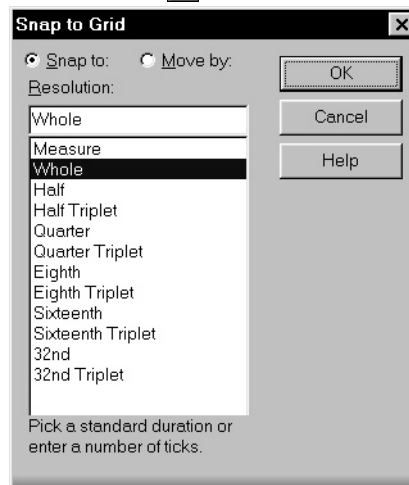 Snap to Grid
Snap to: Move by:
Resolution:
OK
Whole
Cancel
Measure
Whole
Help
Half
Half Triplet
Quarter
Quarter Triplet
Eighth
Eighth Triplet
Sixteenth
Sixteenth Triplet
32nd
32nd Triplet
Pick a standard duration or
enter a number of ticks.